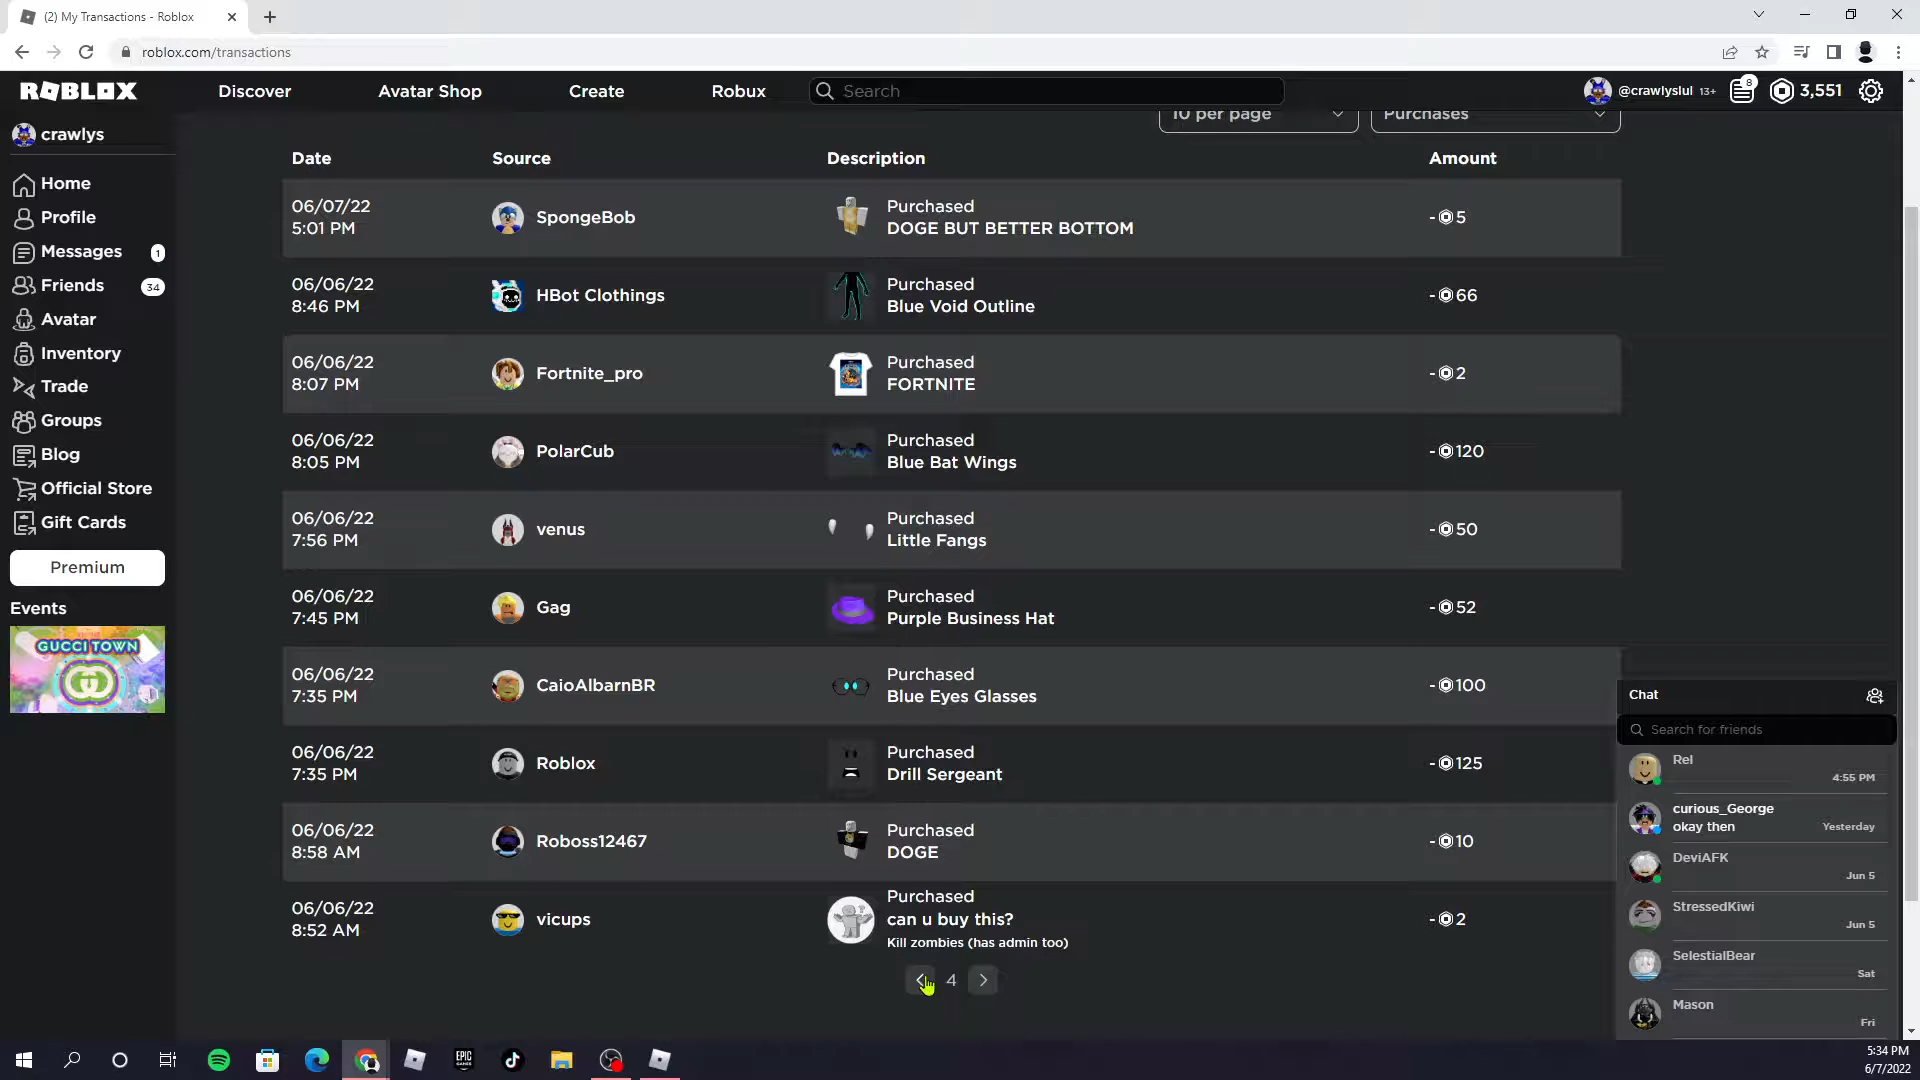 (2) My Transactions - Roblox
roblox.com/transactions
ROBLOX
Discover
Avatar Shop
Create
Robux
Search
@crawlyslul 13+
8
3,551
crawlys
Home
Profile
Messages 1
Friends 34
Avatar
Inventory
Trade
Groups
Blog
Official Store
Gift Cards
Premium
Events
GUCCI TOWN
10 per page
Purchases
Date Source Description Amount
06/07/22
5:01 PM
SpongeBob
Purchased
DOGE BUT BETTER BOTTOM
- 5
06/06/22
8:46 PM
HBot Clothings
Purchased
Blue Void Outline
- 66
06/06/22
8:07 PM
Fortnite_pro
Purchased
FORTNITE
- 2
06/06/22
8:05 PM
PolarCub
Purchased
Blue Bat Wings
- 120
06/06/22
7:56 PM
venus
Purchased
Little Fangs
- 50
06/06/22
7:45 PM
Gag
Purchased
Purple Business Hat
- 52
06/06/22
7:35 PM
CaioAlbarnBR
Purchased
Blue Eyes Glasses
- 100
06/06/22
7:35 PM
Roblox
Purchased
Drill Sergeant
- 125
06/06/22
8:58 AM
Roboss12467
Purchased
DOGE
- 10
06/06/22
8:52 AM
vicups
Purchased
can u buy this?
Kill zombies (has admin too)
- 2
4
Chat
Search for friends
Rel
4:55 PM
curious_George
okay then
Yesterday
DeviAFK
Jun 5
StressedKiwi
Jun 5
SelestialBear
Sat
Mason
Fri
EPIC
GAMES
5:34 PM
6/7/2022